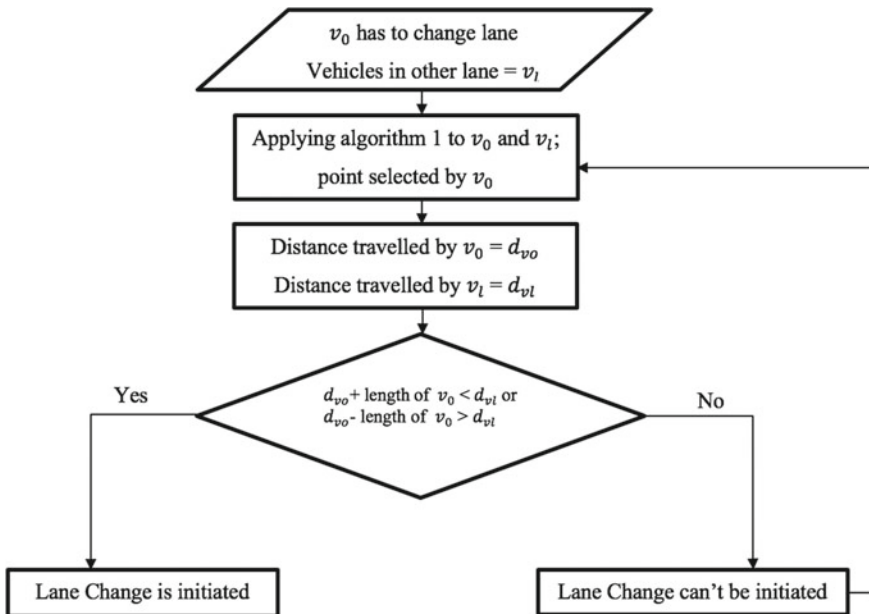 v₀ has to change lane
Vehicles in other lane = vₗ
Applying algorithm 1 to v₀ and vₗ;
point selected by v₀
Distance travelled by v₀ = dᵥₒ
Distance travelled by vₗ = dᵥₗ
Yes
dᵥₒ+ length of v₀ < dᵥₗ or
dᵥₒ- length of v₀ > dᵥₗ
No
Lane Change is initiated
Lane Change can't be initiated